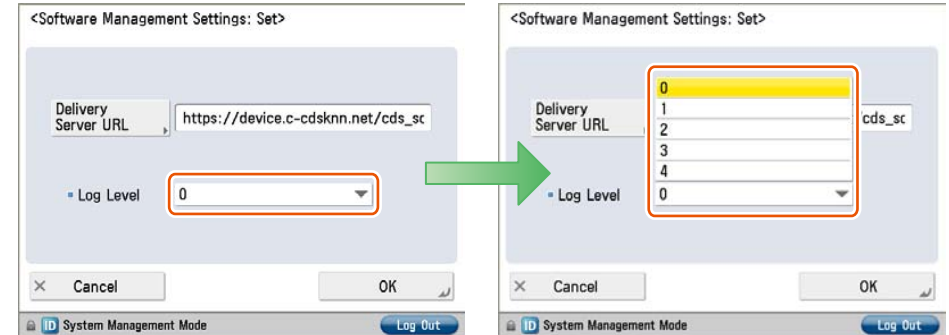 <Software Management Settings: Set>
Delivery
Server URL
https://device.c-cdsknn.net/cds_sc
Log Level
0
Cancel
OK
ID System Management Mode
Log Out
<Software Management Settings: Set>
0
1
2
3
4
Delivery
Server URL
/cds_sc
Log Level
0
Cancel
OK
ID System Management Mode
Log Out